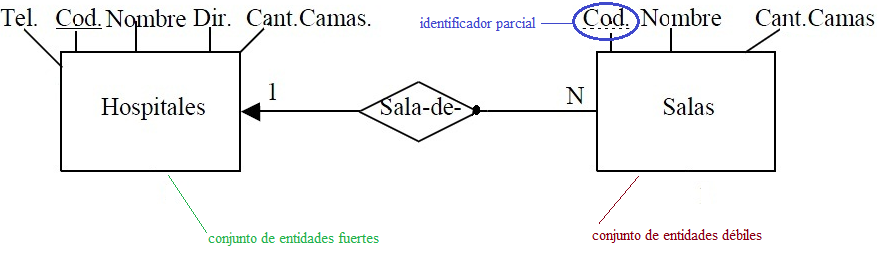 Tel. Cod. Nombre Dir. Cant.Camas.
identificador parcial Cod. Nombre Cant.Camas
Hospitales 1 Sala-de- N Salas
conjunto de entidades fuertes
conjunto de entidades débiles